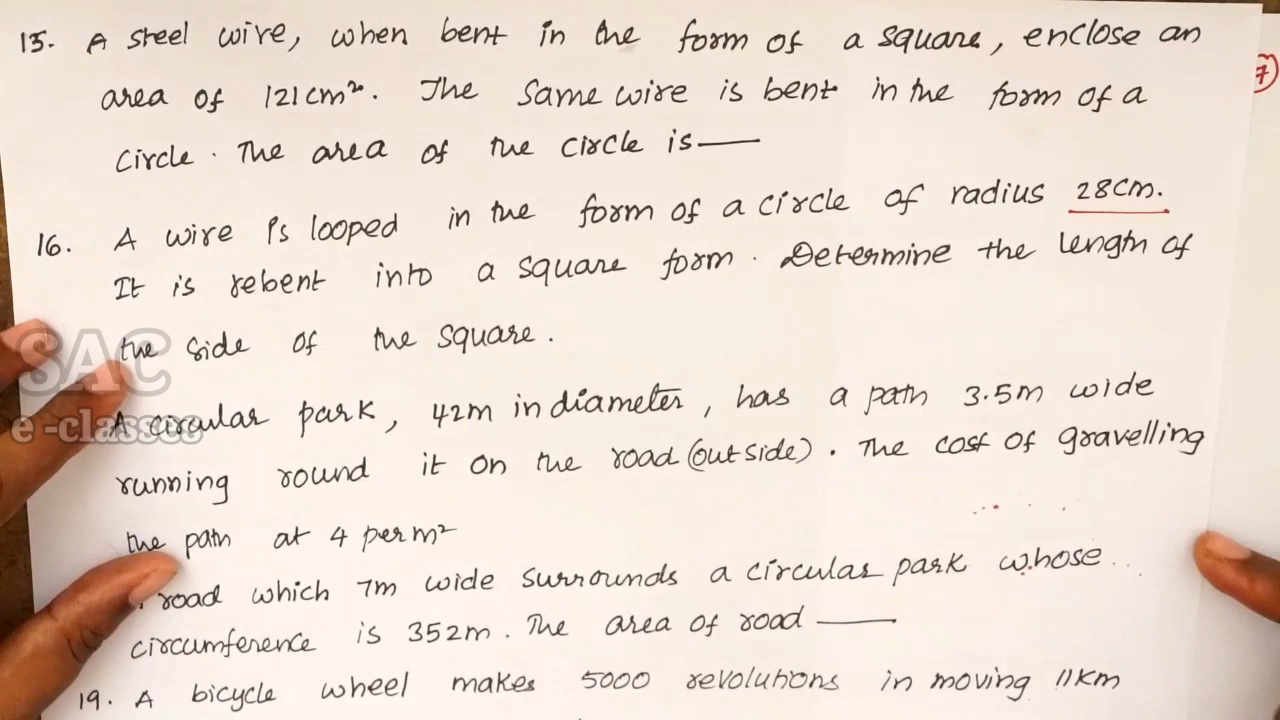 15. A steel wire, when bent in the form of a square, enclose an
area of 121cm². The same wire is bent in the form of a
circle. The area of the circle is —
7
16. A wire is looped in the form of a circle of radius 28cm.
It is rebent into a square form. Determine the length of
the side of the square.
A circular park, 42m in diameter, has a path 3.5m wide
running round it on the road (outside). The cost of gravelling
the path at 4 per m²
road which 7m wide surrounds a circular park whose
circumference is 352m. The area of road —
19. A bicycle wheel makes 5000 revolutions in moving 11km
SAC
e-classes